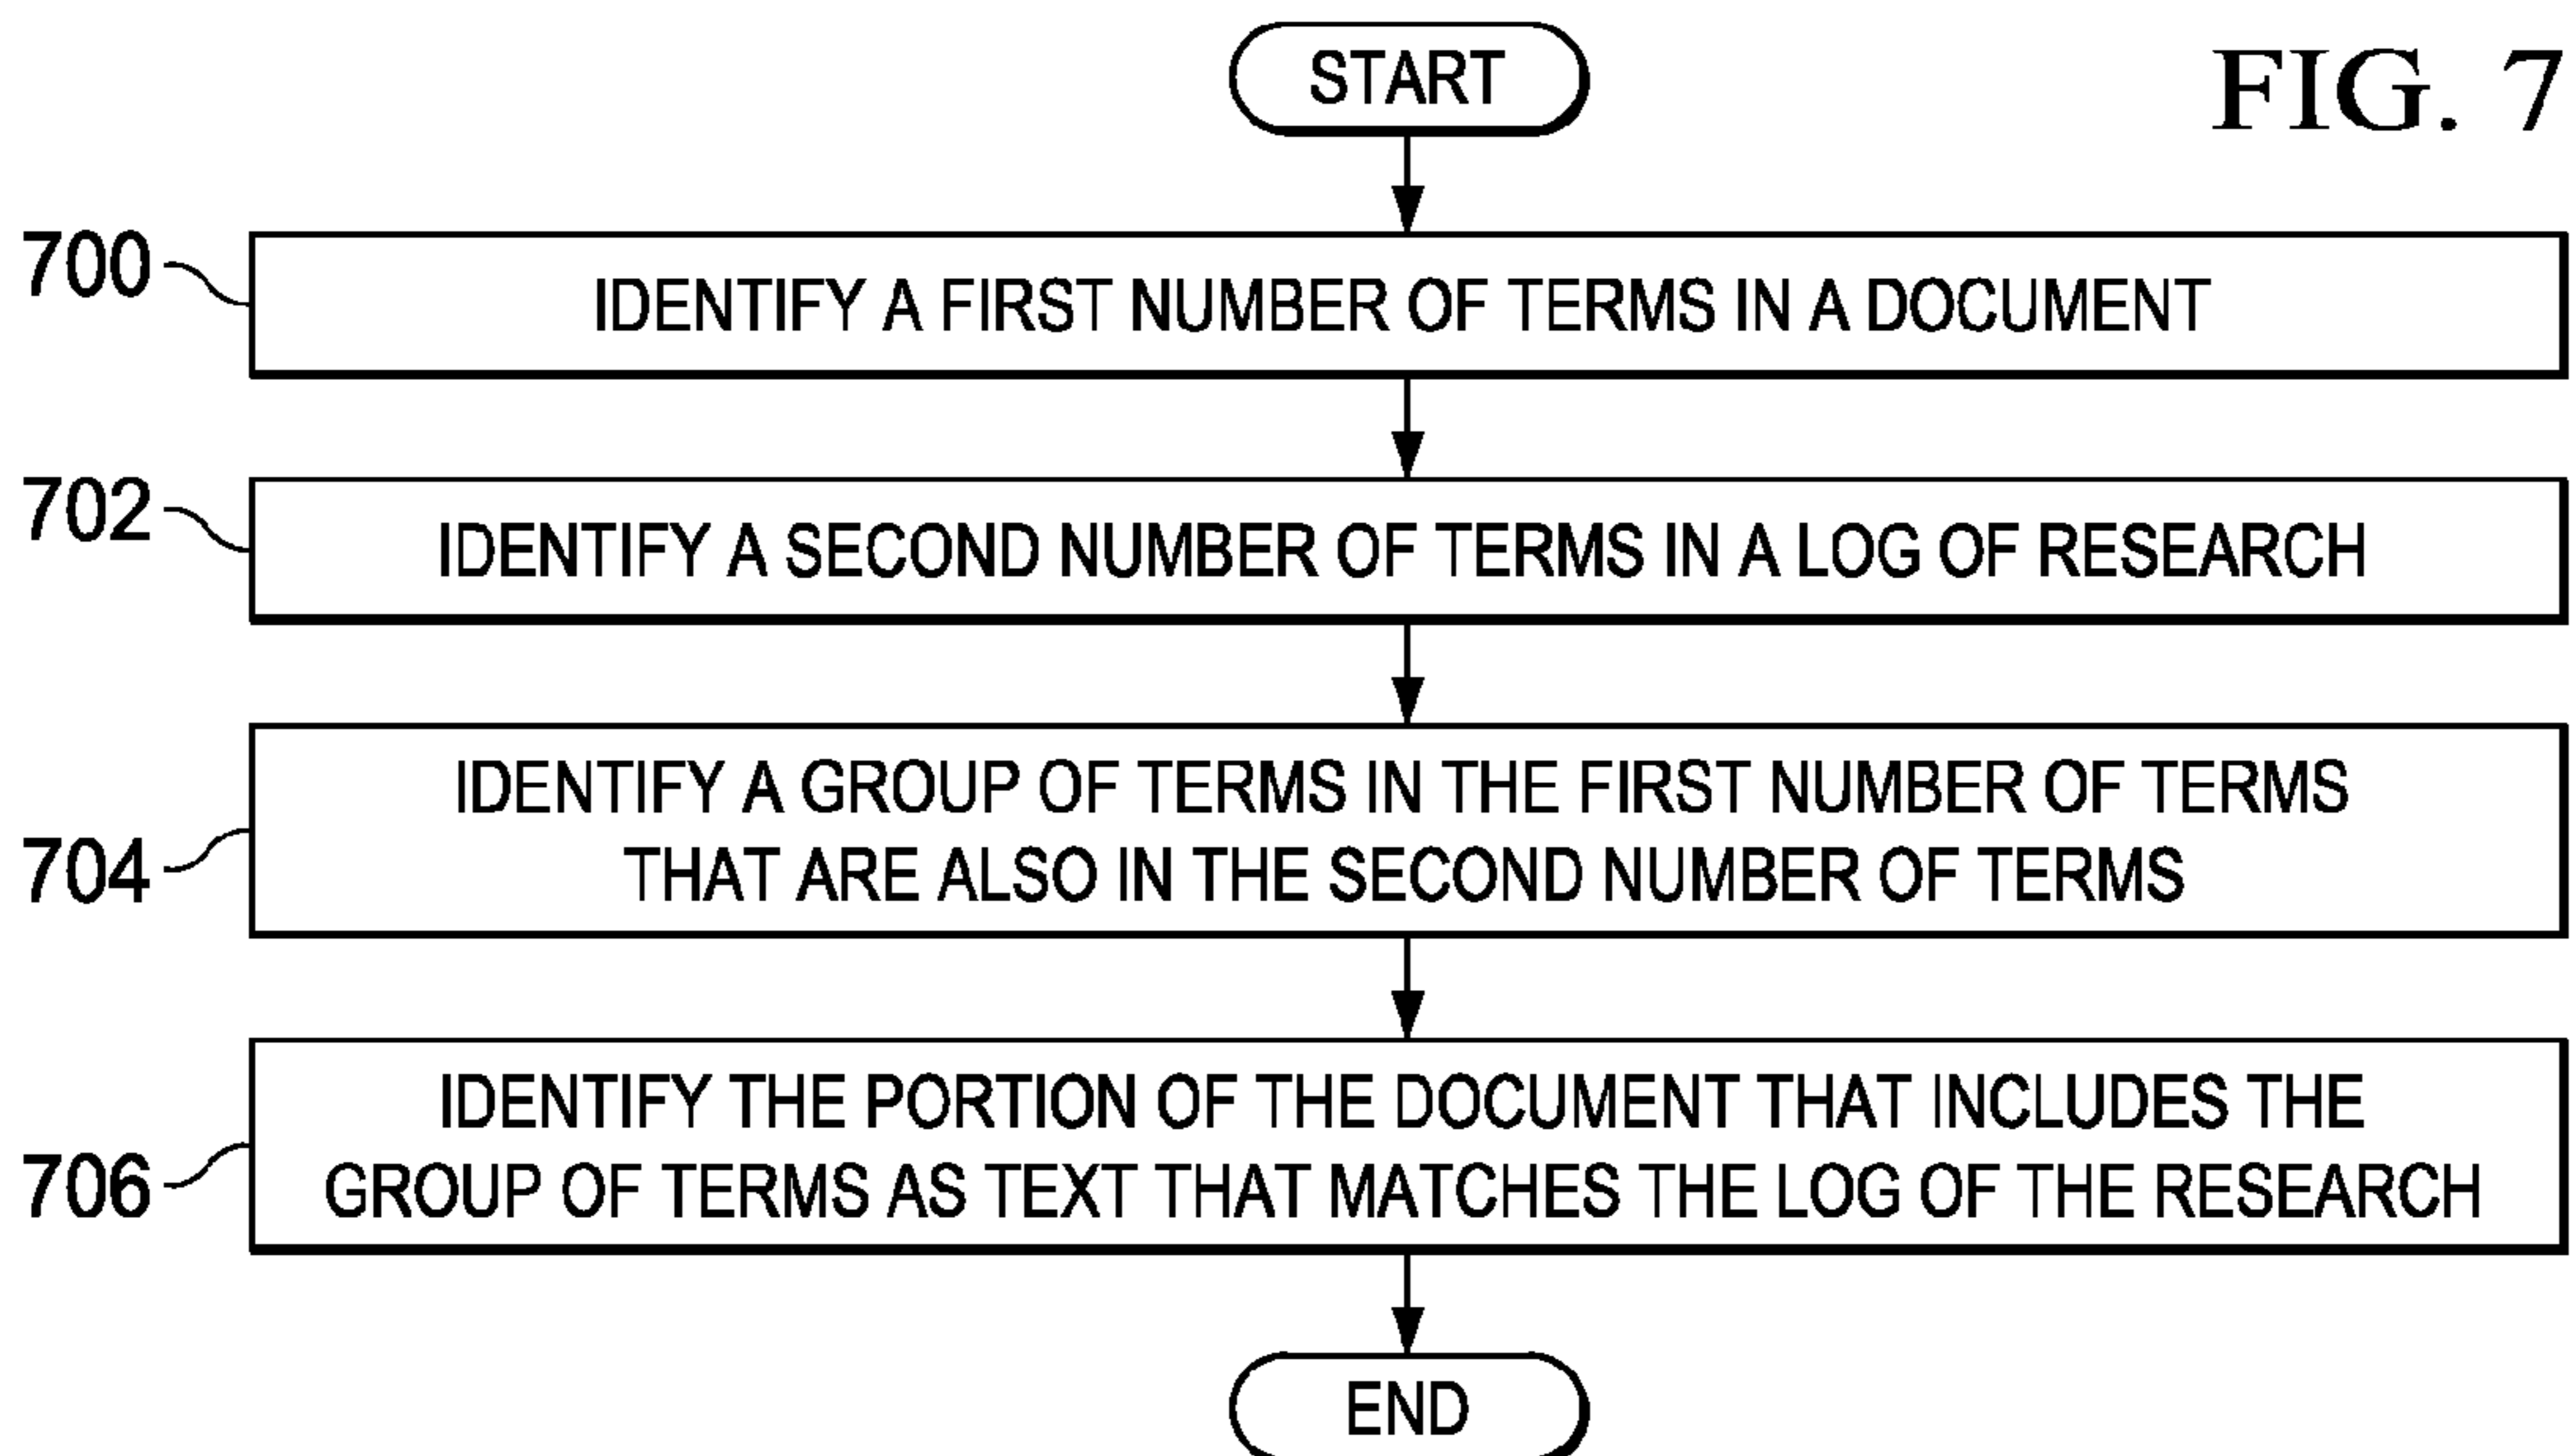 START
FIG. 7
700
IDENTIFY A FIRST NUMBER OF TERMS IN A DOCUMENT
702
IDENTIFY A SECOND NUMBER OF TERMS IN A LOG OF RESEARCH
704
IDENTIFY A GROUP OF TERMS IN THE FIRST NUMBER OF TERMS
THAT ARE ALSO IN THE SECOND NUMBER OF TERMS
706
IDENTIFY THE PORTION OF THE DOCUMENT THAT INCLUDES THE
GROUP OF TERMS AS TEXT THAT MATCHES THE LOG OF THE RESEARCH
END